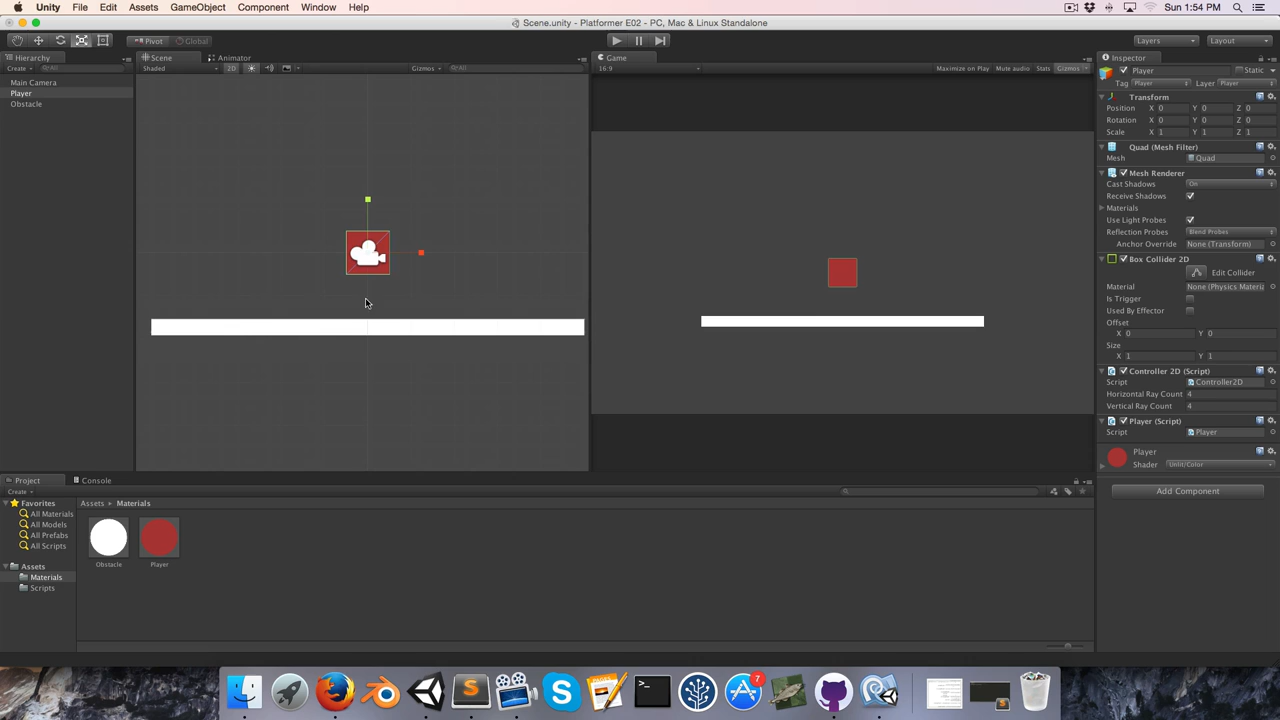 Unity File Edit Assets GameObject Component Window Help
7 Sun 1:54 PM
Scene.unity - Platformer E02 - PC, Mac & Linux Standalone
Pivot Global Layers Layout
Hierarchy Scene Animator Game Inspector
Create All Shaded 2D Gizmos All 16:9 Maximize on Play Mute audio Stats Gizmos
Main Camera
Player
Obstacle
Player Static
Tag Player Layer Player
Transform
Position X 0 Y 0 Z 0
Rotation X 0 Y 0 Z 0
Scale X 1 Y 1 Z 1
Quad (Mesh Filter)
Mesh Quad
Mesh Renderer
Cast Shadows On
Receive Shadows
Materials
Use Light Probes
Reflection Probes Blend Probes
Anchor Override None (Transform)
Box Collider 2D
Edit Collider
Material None (Physics Materia
Is Trigger
Used By Effector
Offset
X 0 Y 0
Size
X 1 Y 1
Controller 2D (Script)
Script Controller2D
Horizontal Ray Count 4
Vertical Ray Count 4
Player (Script)
Script Player
Player
Shader Unlit/Color
Add Component
Project Console
Create
Favorites
All Materials
All Models
All Prefabs
All Scripts
Assets
Materials
Scripts
Assets Materials
Obstacle Player
7